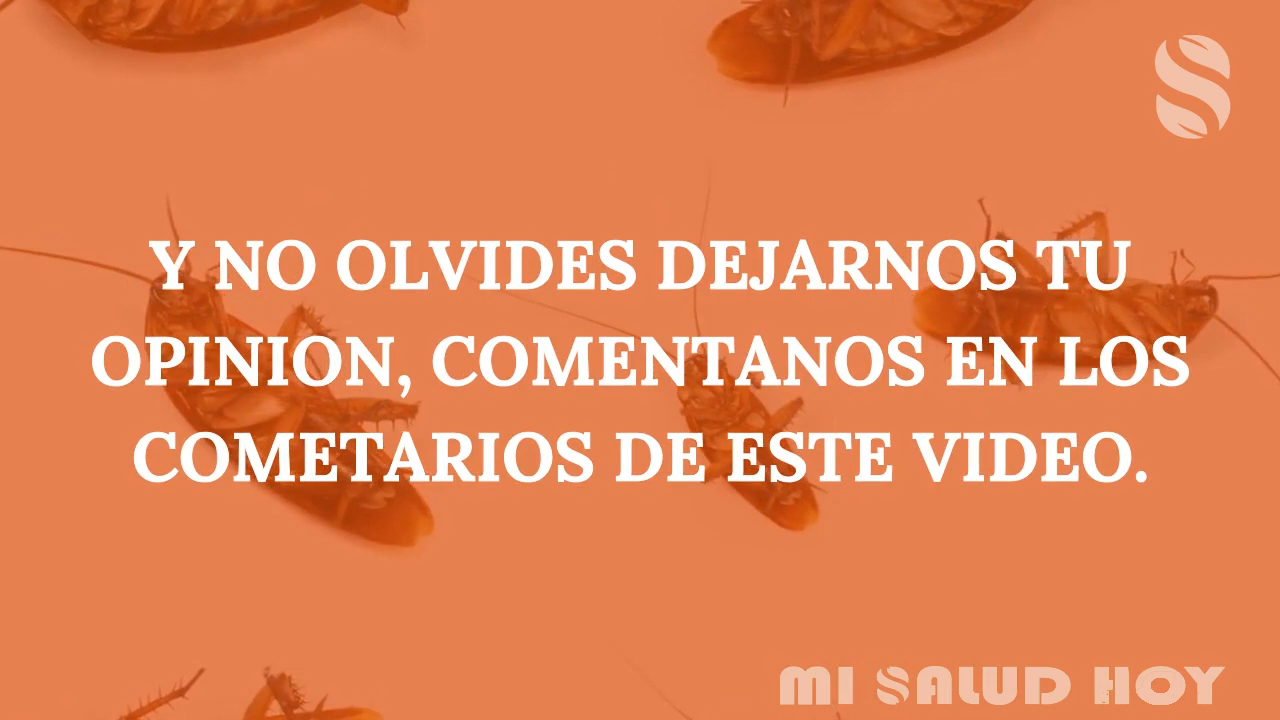 Y NO OLVIDES DEJARNOS TU
OPINION, COMENTANOS EN LOS
COMETARIOS DE ESTE VIDEO.
MI SALUD HOY